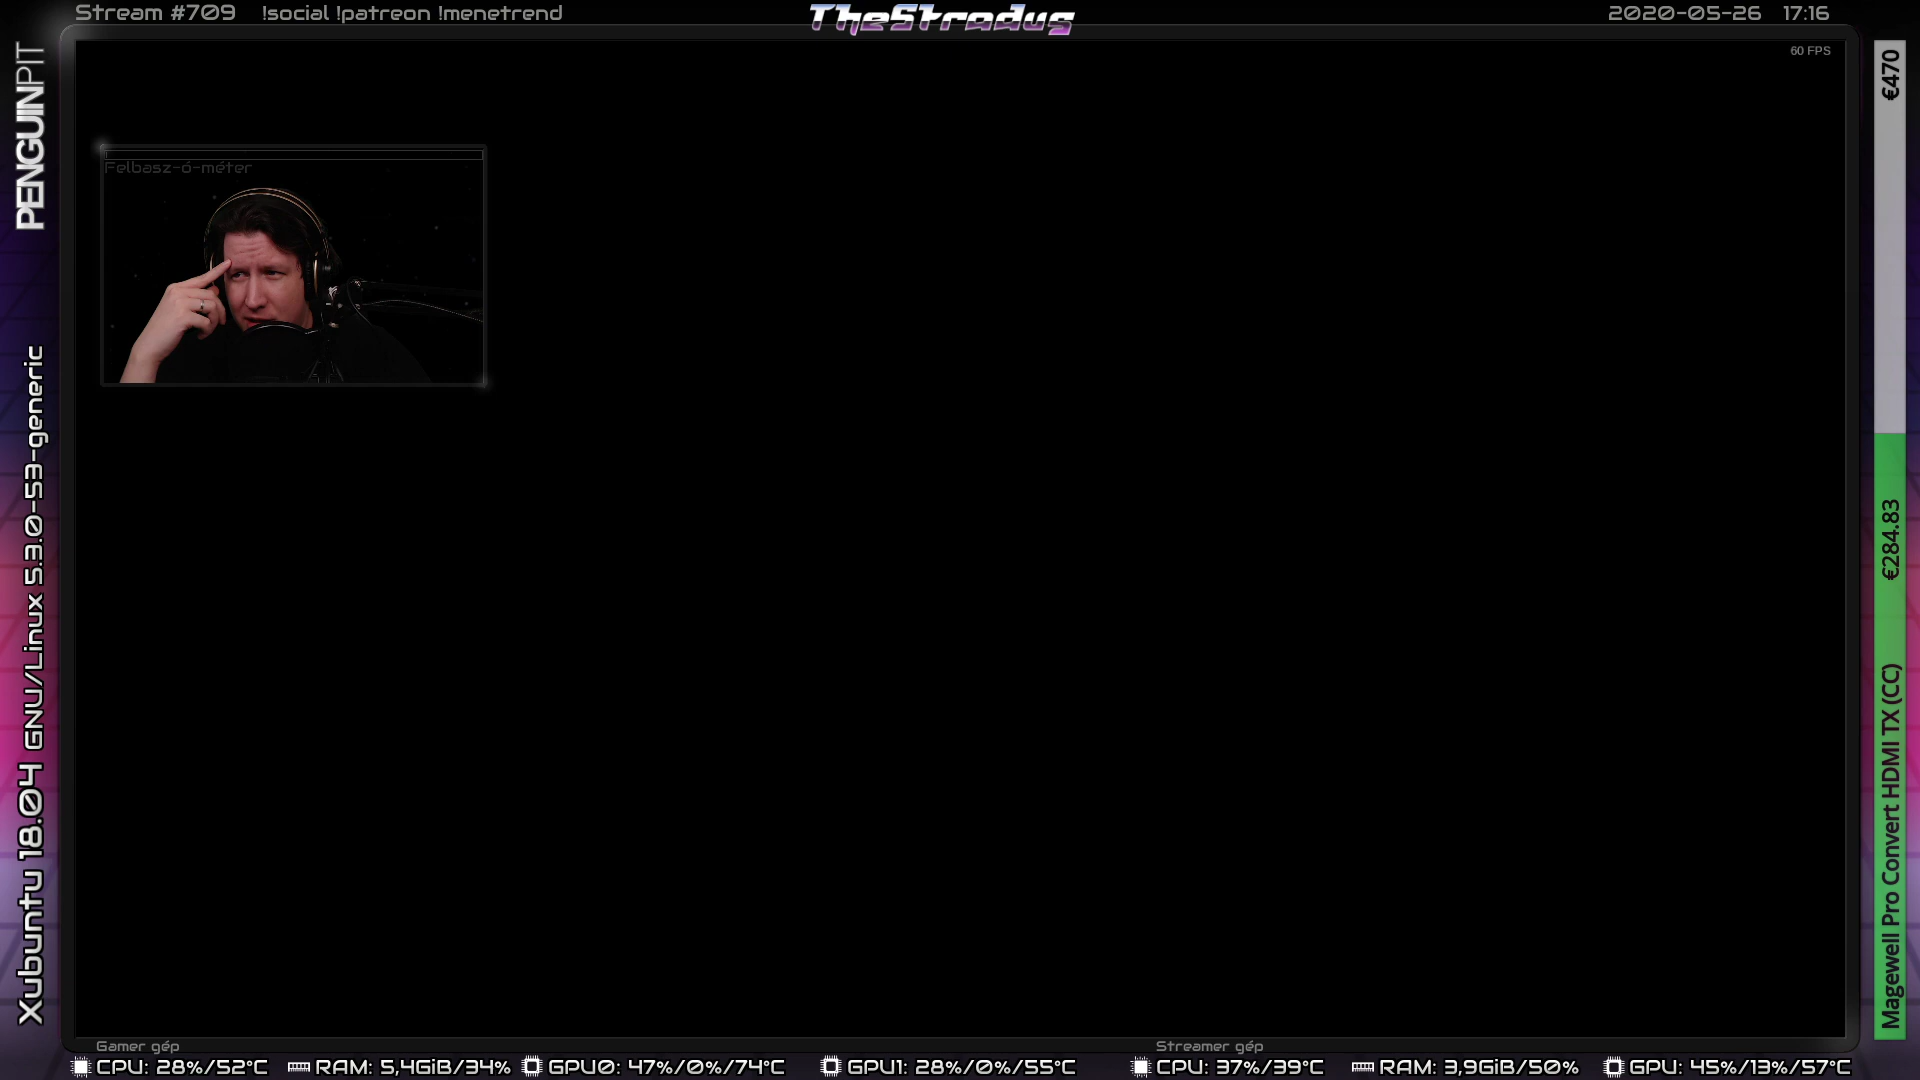 Stream #709 !social !patreon !menetrend
TheStradus
2020-05-26 17:16
60 FPS
PENGUINPIT
Xubuntu 18.04 GNU/Linux 5.3.0-53-generic
Felbasz-ó-méter
€470
€284.83
Magewell Pro Convert HDMI TX (CC)
Gamer gép
CPU: 28%/52°C RAM: 5,4GiB/34% GPU0: 47%/0%/74°C GPU1: 28%/0%/55°C
Streamer gép
CPU: 37%/39°C RAM: 3,9GiB/50% GPU: 45%/13%/57°C